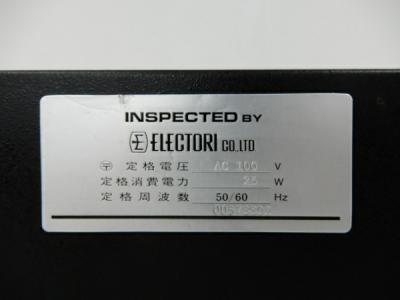 INSPECTED BY
ELECTORI CO.,LTD
〒 定格電圧 AC 100 V
定格消費電力 25 W
定格周波数 50/60 Hz